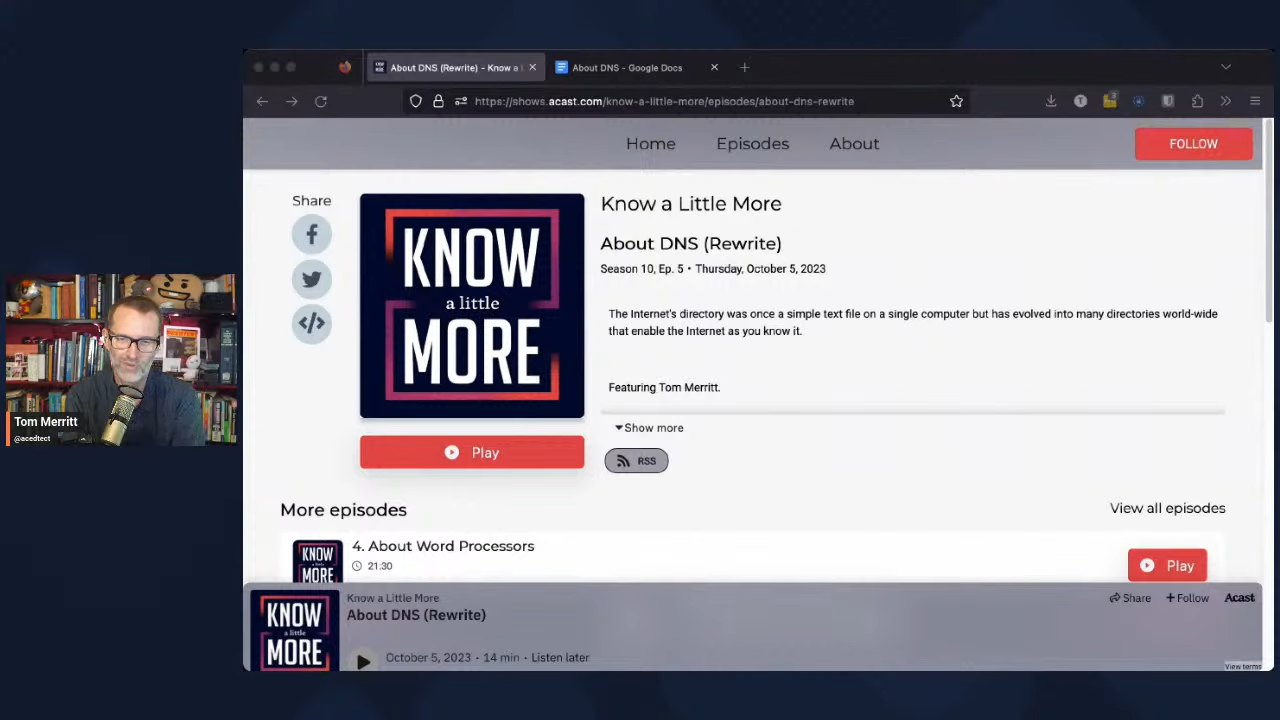 About DNS (Rewrite) - Know a l
About DNS - Google Docs
https://shows.acast.com/know-a-little-more/episodes/about-dns-rewrite
Home
Episodes
About
FOLLOW
Share
KNOW
a little
MORE
Know a Little More
About DNS (Rewrite)
Season 10, Ep. 5 • Thursday, October 5, 2023
The Internet's directory was once a simple text file on a single computer but has evolved into many directories world-wide
that enable the Internet as you know it.
Featuring Tom Merritt.
Show more
RSS
Play
Tom Merritt
@acedtect
More episodes
View all episodes
KNOW
a little
MORE
4. About Word Processors
21:30
Play
KNOW
a little
MORE
Know a Little More
About DNS (Rewrite)
October 5, 2023 • 14 min • Listen later
Share
+ Follow
Acast
View terms